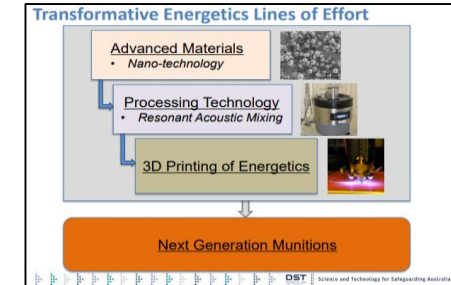 Transformative Energetics Lines of Effort
Advanced Materials
• Nano-technology
Processing Technology
• Resonant Acoustic Mixing
3D Printing of Energetics
Next Generation Munitions
DST Science and Technology for Safeguarding Australia